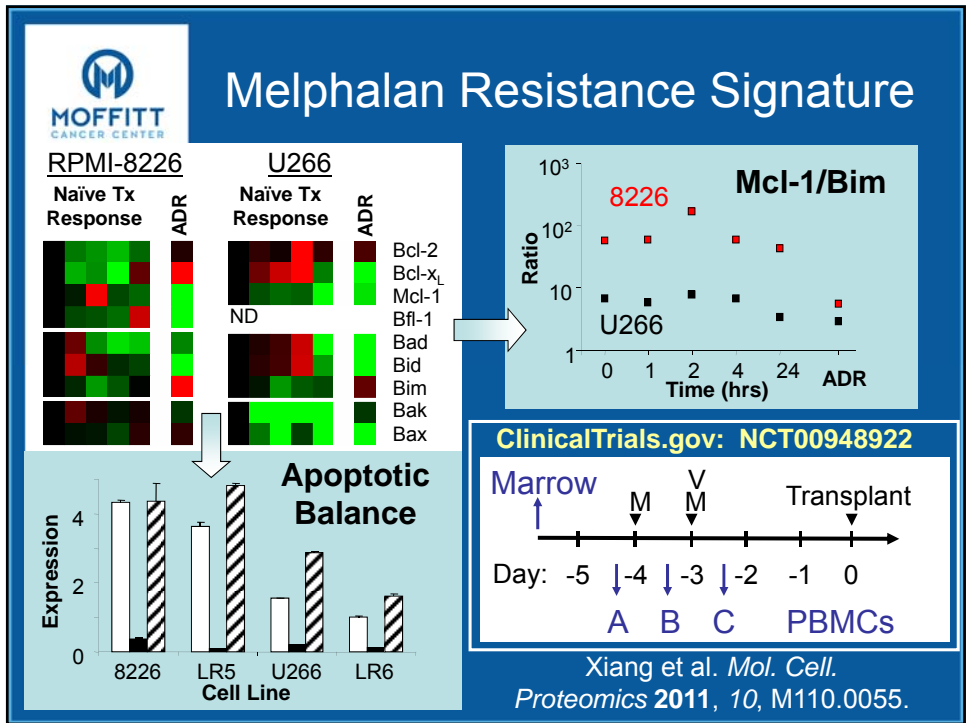 MOFFITT
CANCER CENTER
Melphalan Resistance Signature
RPMI-8226
U266
Naïve Tx
Response
ADR
Naïve Tx
Response
ADR
Bcl-2
Bcl-xL
Mcl-1
ND
Bfl-1
Bad
Bid
Bim
Bak
Bax
Mcl-1/Bim
8226
U266
Ratio
10³
10²
10
1
0 1 2 4 24 ADR
Time (hrs)
Apoptotic
Balance
Expression
4
2
0
8226 LR5 U266 LR6
Cell Line
ClinicalTrials.gov: NCT00948922
Marrow
V
M M
Transplant
Day: -5 -4 -3 -2 -1 0
A B C PBMCs
Xiang et al. Mol. Cell.
Proteomics 2011, 10, M110.0055.